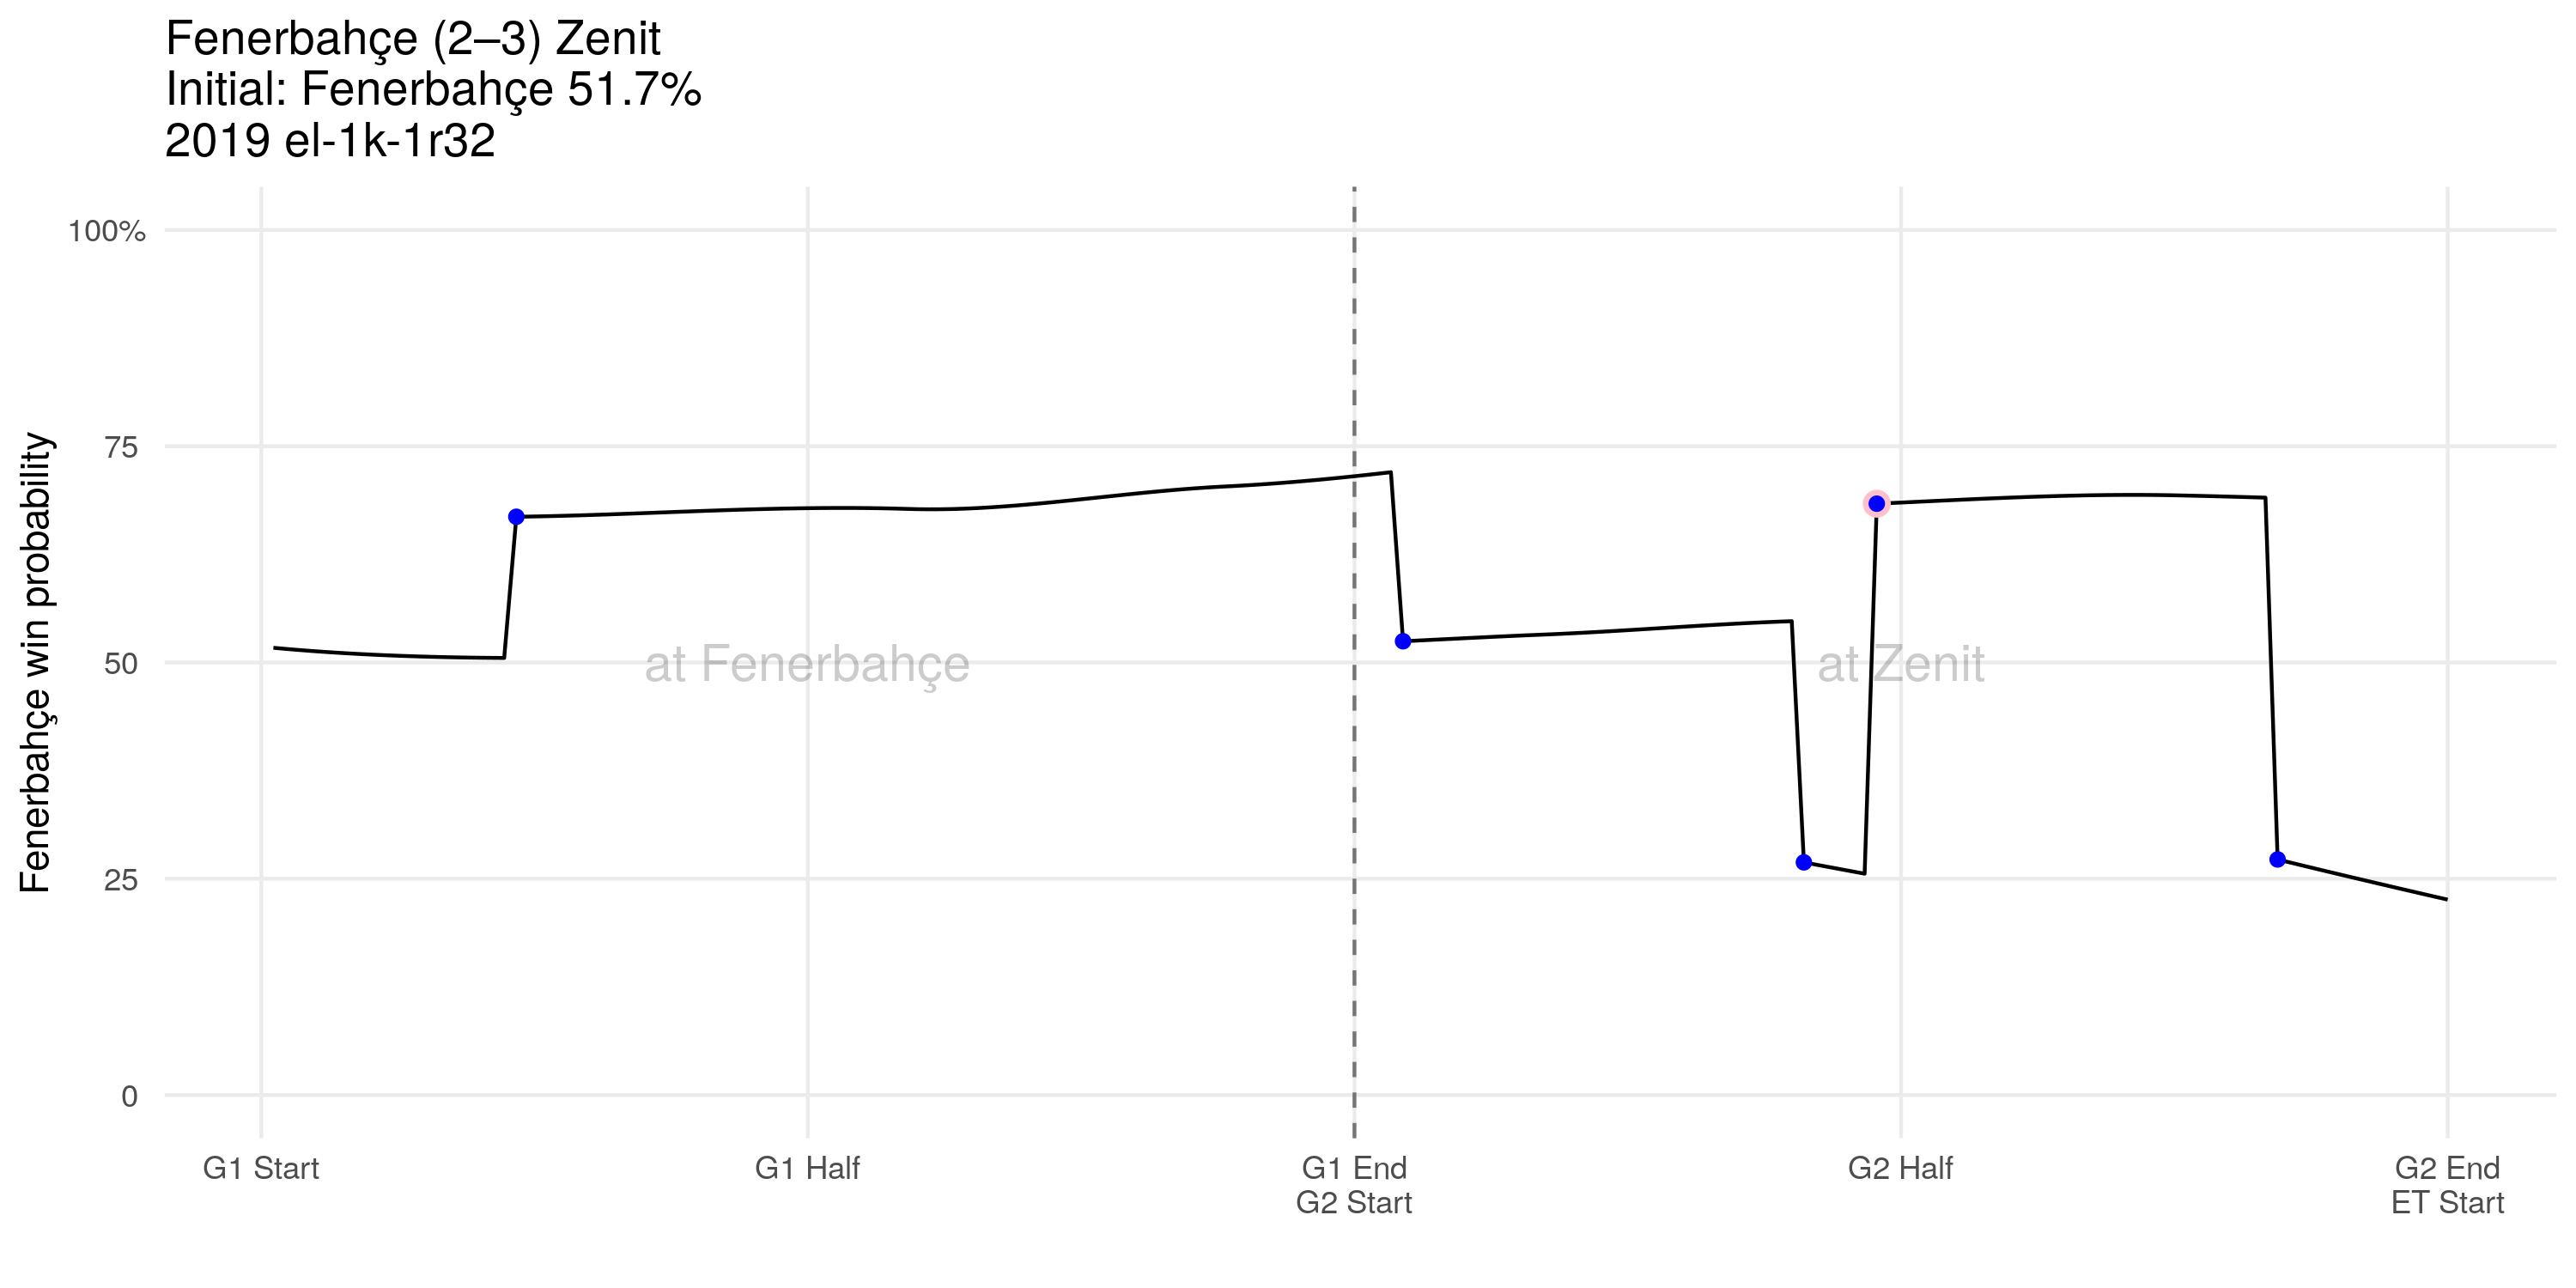 Fenerbahçe (2–3) Zenit
Initial: Fenerbahçe 51.7%
2019 el-1k-1r32
Fenerbahçe win probability
100%
75
50
25
0
at Fenerbahçe
at Zenit
G1 Start
G1 Half
G1 End
G2 Start
G2 Half
G2 End
ET Start